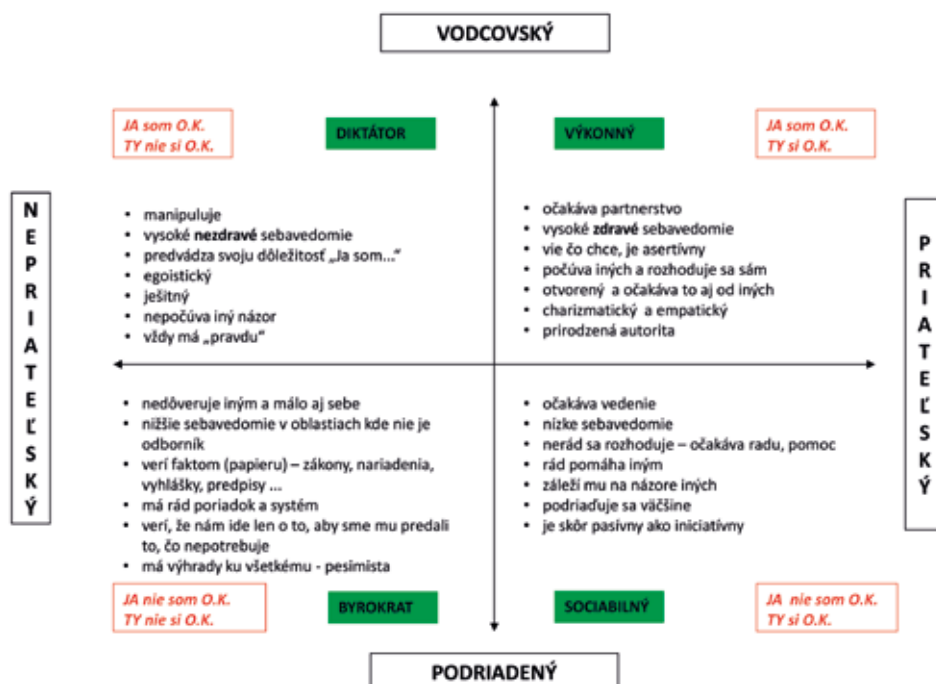 VODCOVSKÝ
JA som O.K.
TY nie si O.K.
DIKTÁTOR
VÝKONNÝ
JA som O.K.
TY si O.K.
NEPRIATEĽSKÝ
• manipuluje
• vysoké nezdravé sebavedomie
• predvádza svoju dôležitosť „Ja som..."
• egoistický
• ješitný
• nepočúva iný názor
• vždy má „pravdu"
• očakáva partnerstvo
• vysoké zdravé sebavedomie
• vie čo chce, je asertívny
• počúva iných a rozhoduje sa sám
• otvorený a očakáva to aj od iných
• charizmatický a empatický
• prirodzená autorita
PRIATEĽSKÝ
• nedôveruje iným a málo aj sebe
• nižšie sebavedomie v oblastiach kde nie je
odborník
• verí faktom (papieru) – zákony, nariadenia,
vyhlášky, predpisy ...
• má rád poriadok a systém
• verí, že nám ide len o to, aby sme mu predali
to, čo nepotrebuje
• má výhrady ku všetkému - pesimista
• očakáva vedenie
• nízke sebavedomie
• nerád sa rozhoduje – očakáva radu, pomoc
• rád pomáha iným
• záleží mu na názore iných
• podriaďuje sa väčšine
• je skôr pasívny ako iniciatívny
JA nie som O.K.
TY nie si O.K.
BYROKRAT
SOCIABILNÝ
JA nie som O.K.
TY si O.K.
PODRIADENÝ